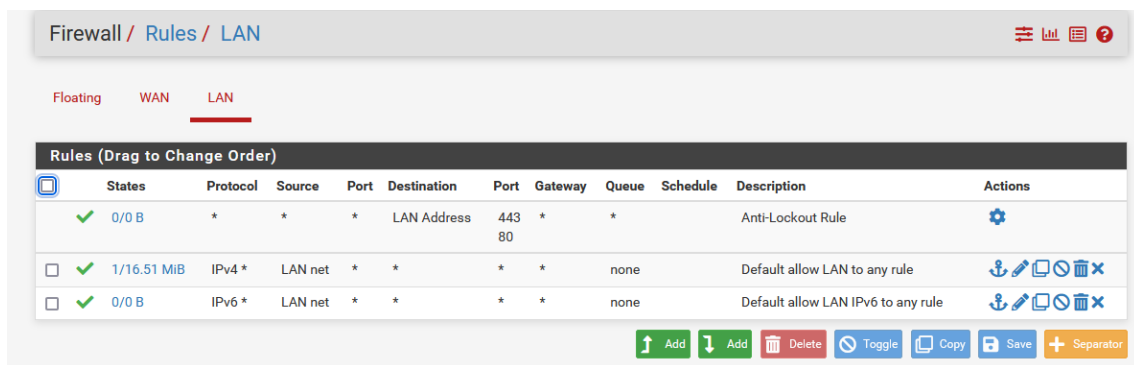 Firewall / Rules / LAN
Floating WAN LAN
Rules (Drag to Change Order)
States Protocol Source Port Destination Port Gateway Queue Schedule Description Actions
0/0 B * * * LAN Address 443 * * Anti-Lockout Rule
80
1/16.51 MiB IPv4 * LAN net * * * * none Default allow LAN to any rule
0/0 B IPv6 * LAN net * * * * none Default allow LAN IPv6 to any rule
Add Add Delete Toggle Copy Save Separator